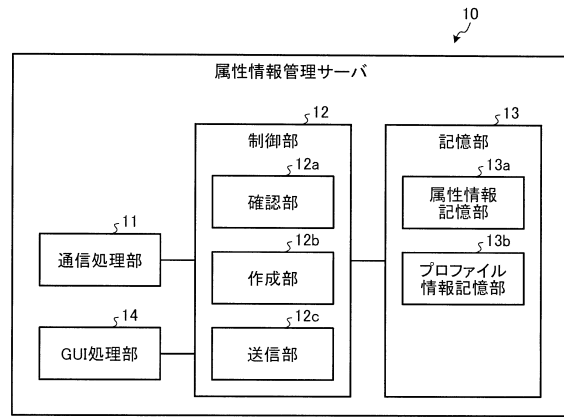 10
属性情報管理サーバ
12
制御部
12a
確認部
12b
作成部
12c
送信部
13
記憶部
13a
属性情報
記憶部
13b
プロファイル
情報記憶部
11
通信処理部
14
GUI処理部